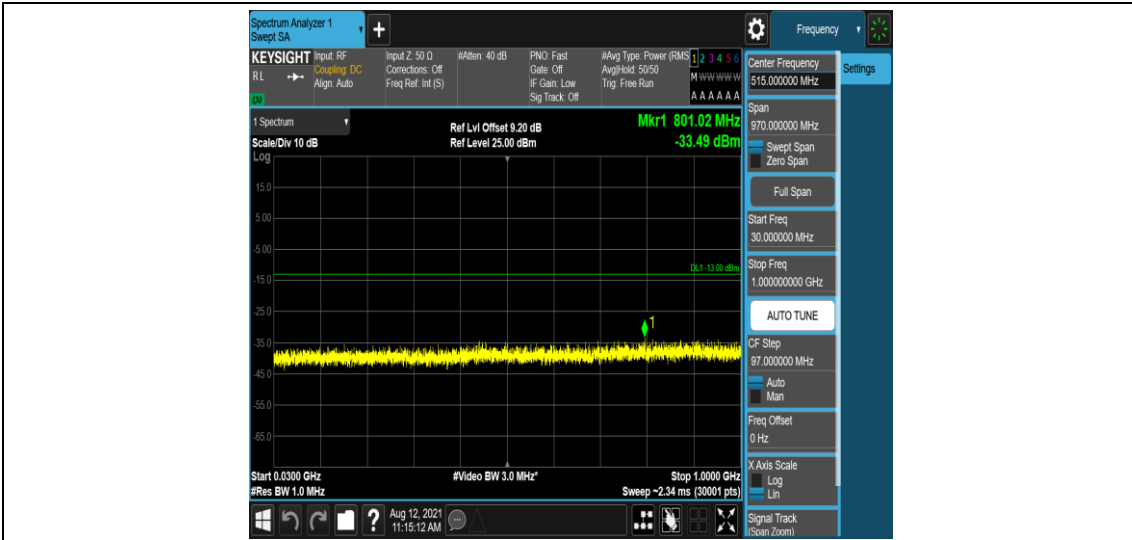 Spectrum Analyzer 1
Swept SA
+
Frequency
KEYSIGHT
RL
LXI
Input: RF
Coupling: DC
Align: Auto
Input Z: 50 Ω
Corrections: Off
Freq Ref: Int (S)
#Atten: 40 dB
PNO: Fast
Gate: Off
IF Gain: Low
Sig Track: Off
#Avg Type: Power (RMS
Avg|Hold: 50/50
Trig: Free Run
1 2 3 4 5 6
M W W W W W
A A A A A A
1 Spectrum
Scale/Div 10 dB
Log
Ref Lvl Offset 9.20 dB
Ref Level 25.00 dBm
Mkr1 801.02 MHz
-33.49 dBm
15.0
5.00
-5.00
DL1 -13.00 dBm
-15.0
-25.0
1
-35.0
-45.0
-55.0
-65.0
Start 0.0300 GHz
#Res BW 1.0 MHz
#Video BW 3.0 MHz*
Stop 1.0000 GHz
Sweep ~2.34 ms (30001 pts)
Center Frequency
515.000000 MHz
Settings
Span
970.000000 MHz
Swept Span
Zero Span
Full Span
Start Freq
30.000000 MHz
Stop Freq
1.000000000 GHz
AUTO TUNE
CF Step
97.000000 MHz
Auto
Man
Freq Offset
0 Hz
X Axis Scale
Log
Lin
Signal Track
(Span Zoom)
?
Aug 12, 2021
11:15:12 AM